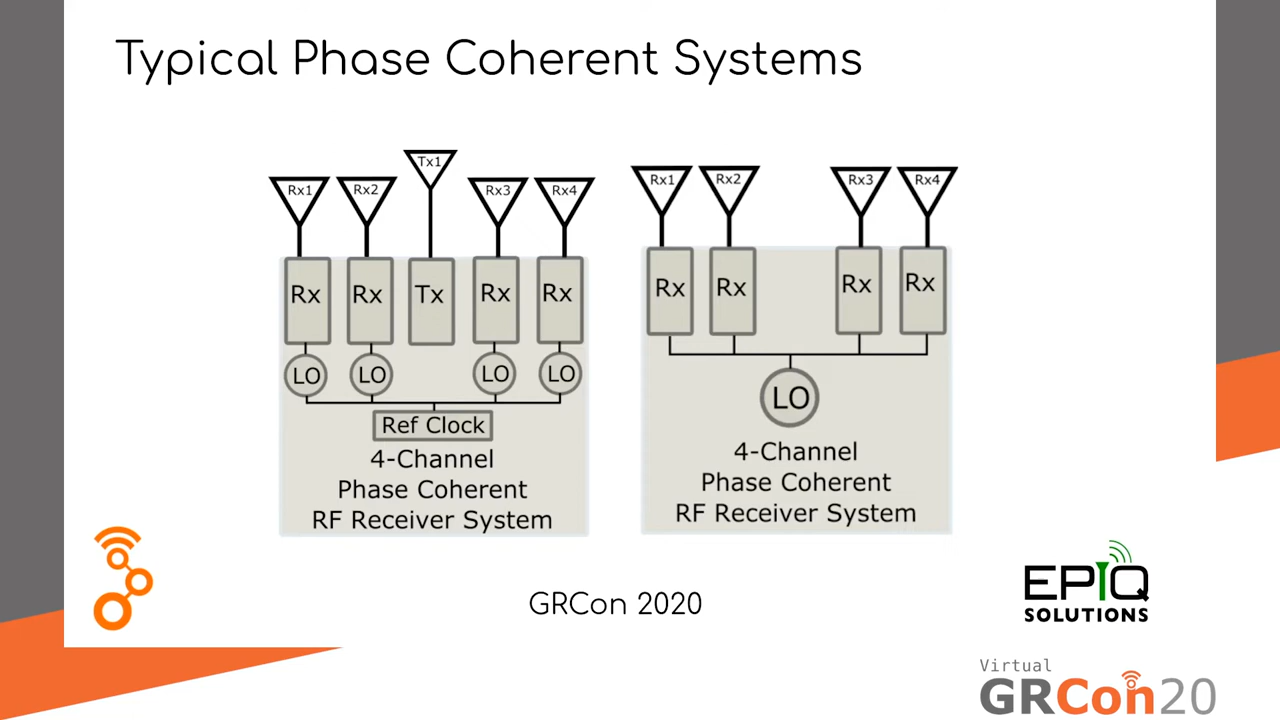 Typical Phase Coherent Systems
Tx1
Rx1 Rx2 Rx3 Rx4
Rx Rx Tx Rx Rx
LO LO LO LO
Ref Clock
4-Channel
Phase Coherent
RF Receiver System
Rx1 Rx2 Rx3 Rx4
Rx Rx Rx Rx
LO
4-Channel
Phase Coherent
RF Receiver System
GRCon 2020
EPIQ
SOLUTIONS
Virtual
GRCon20